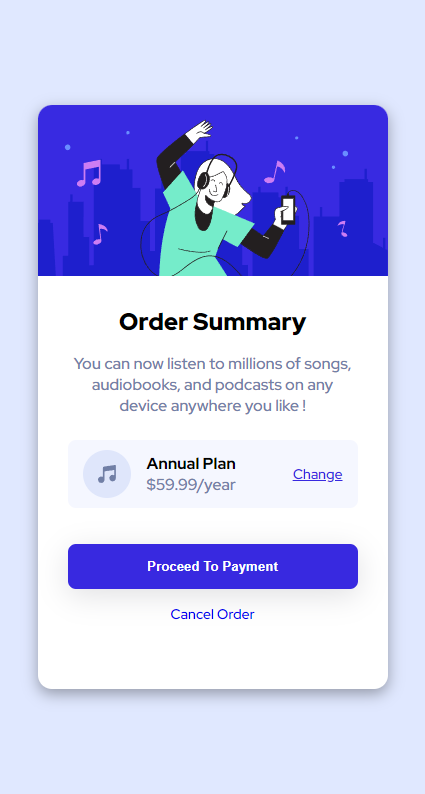 Order Summary
You can now listen to millions of songs,
audiobooks, and podcasts on any
device anywhere you like !
Annual Plan
$59.99/year
Change
Proceed To Payment
Cancel Order